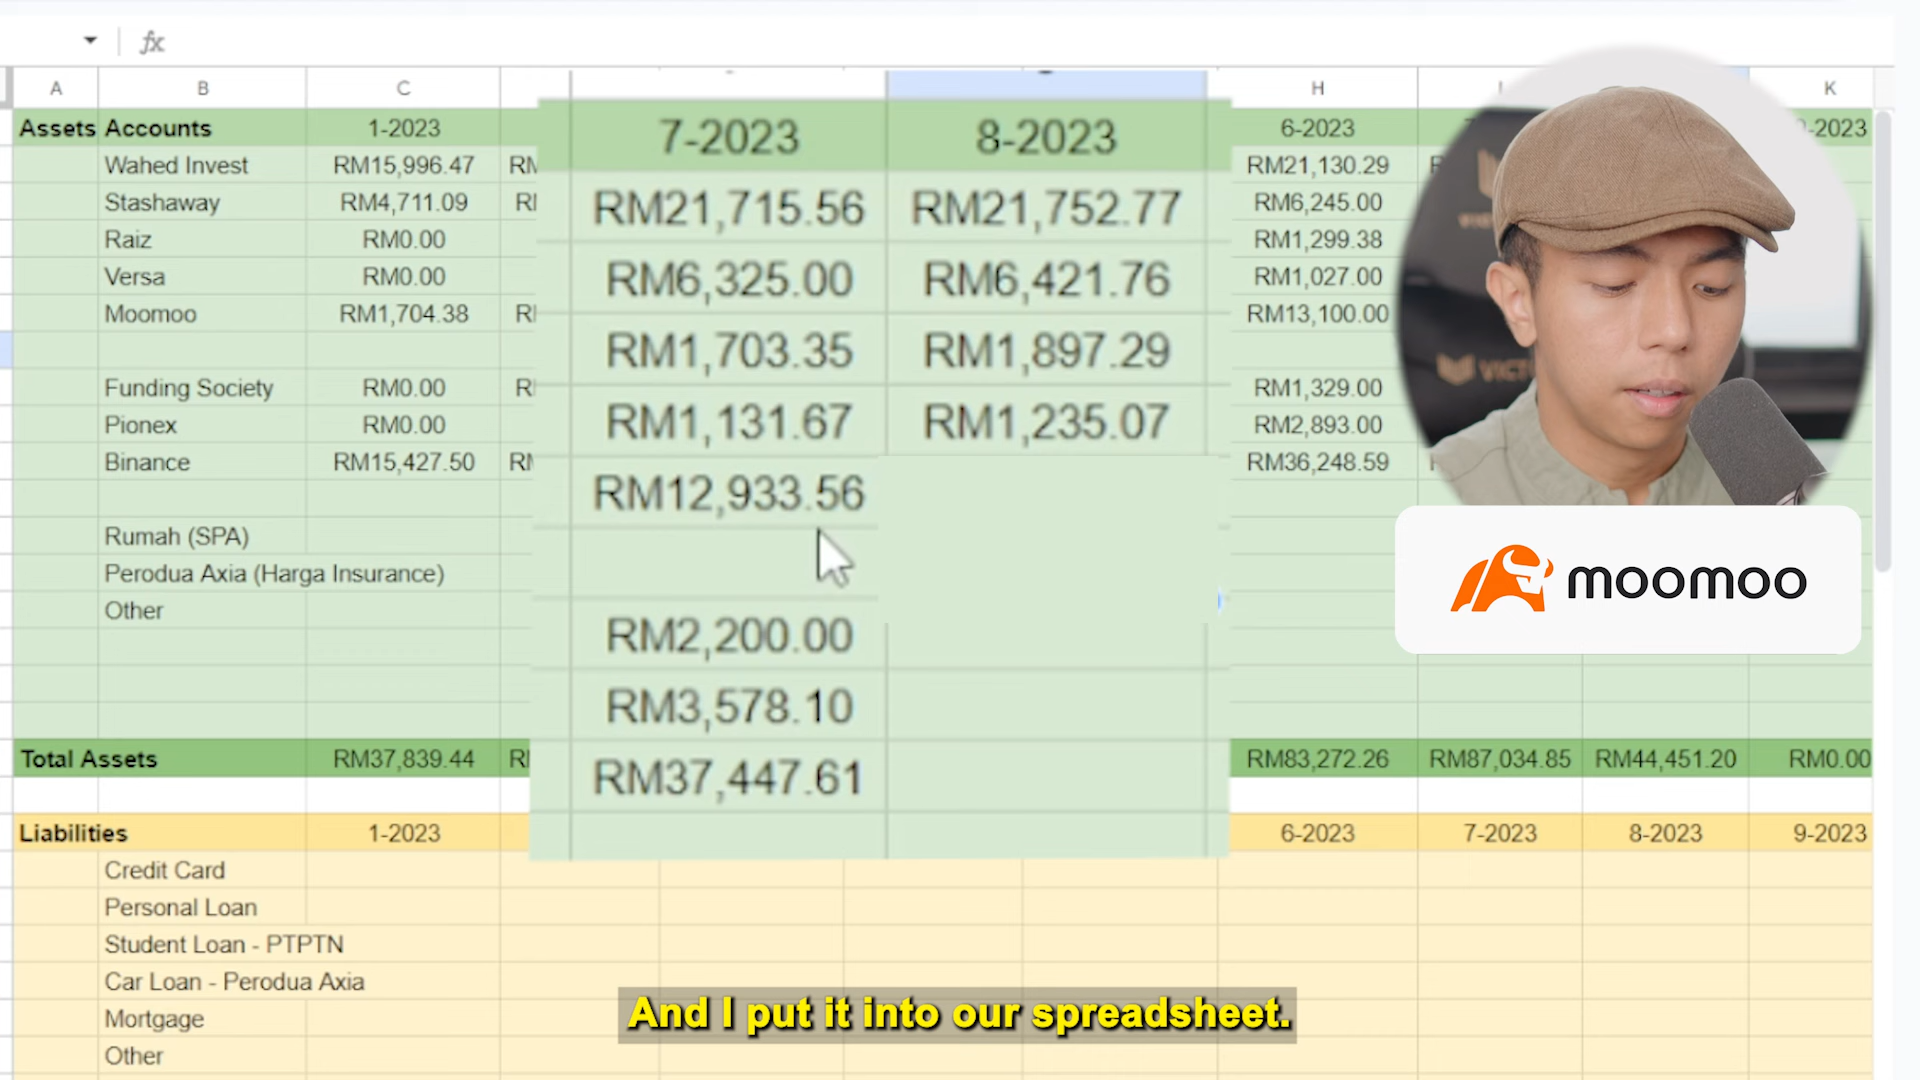 fx
A B C H K
Assets Accounts 1-2023 7-2023 8-2023 6-2023 -2023
Wahed Invest RM15,996.47 RM21,715.56 RM21,752.77 RM21,130.29
Stashaway RM4,711.09 RM6,325.00 RM6,421.76 RM6,245.00
Raiz RM0.00 RM1,703.35 RM1,897.29 RM1,299.38
Versa RM0.00 RM1,131.67 RM1,235.07 RM1,027.00
Moomoo RM1,704.38 RM12,933.56 RM13,100.00
Funding Society RM0.00 RM2,200.00 RM1,329.00
Pionex RM0.00 RM3,578.10 RM2,893.00
Binance RM15,427.50 RM37,447.61 RM36,248.59
Rumah (SPA)
Perodua Axia (Harga Insurance)
Other
moomoo
Total Assets RM37,839.44 RM83,272.26 RM87,034.85 RM44,451.20 RM0.00
Liabilities 1-2023 6-2023 7-2023 8-2023 9-2023
Credit Card
Personal Loan
Student Loan - PTPTN
Car Loan - Perodua Axia
Mortgage
Other
And I put it into our spreadsheet.